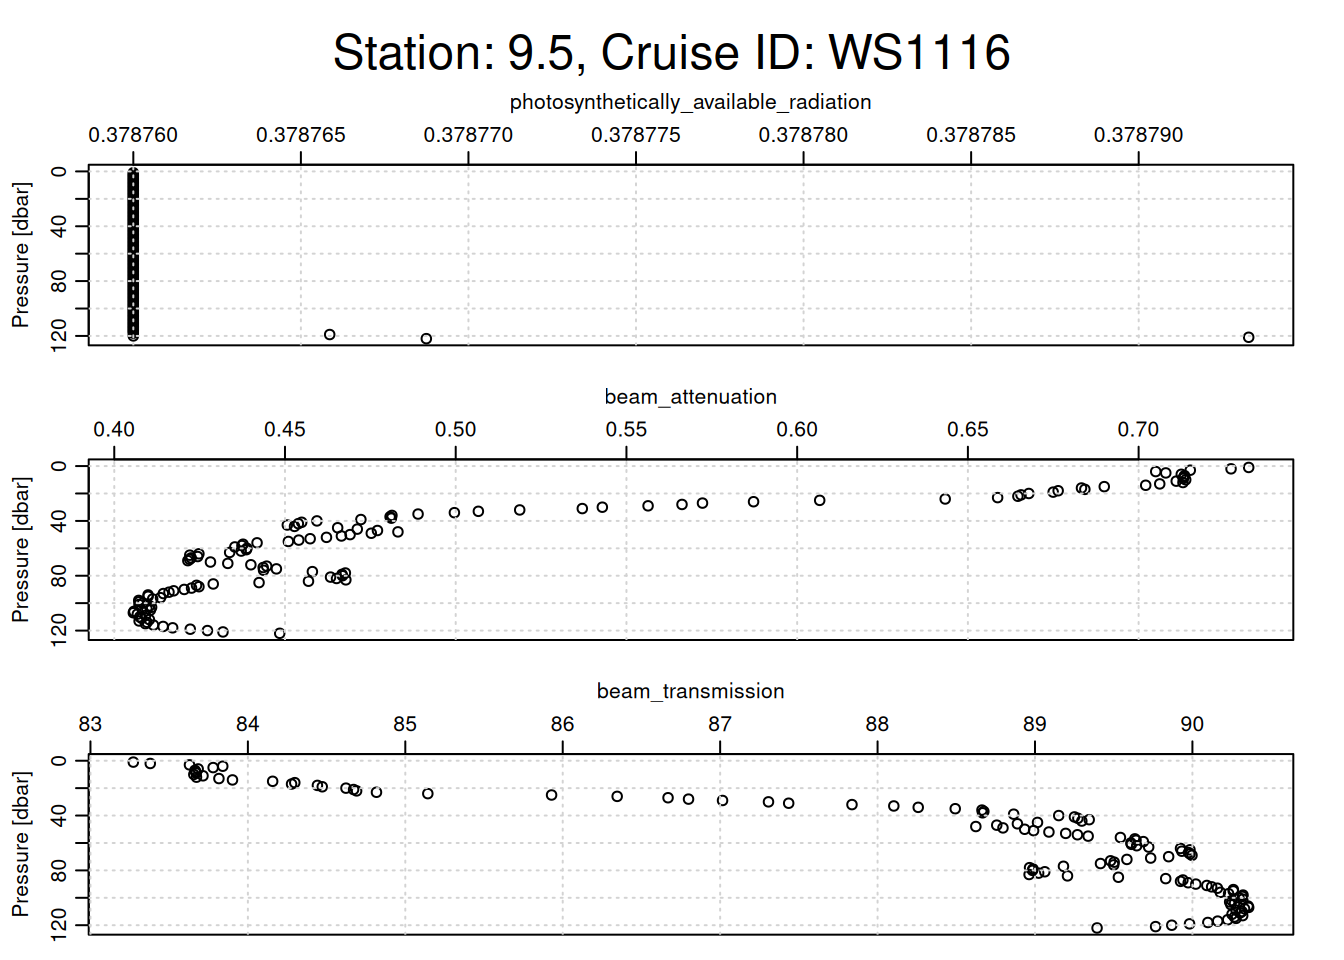 Station: 9.5, Cruise ID: WS1116
photosynthetically_available_radiation
0.378760 0.378765 0.378770 0.378775 0.378780 0.378785 0.378790
Pressure [dbar]
0
40
80
120
beam_attenuation
0.40 0.45 0.50 0.55 0.60 0.65 0.70
Pressure [dbar]
0
40
80
120
beam_transmission
83 84 85 86 87 88 89 90
Pressure [dbar]
0
40
80
120